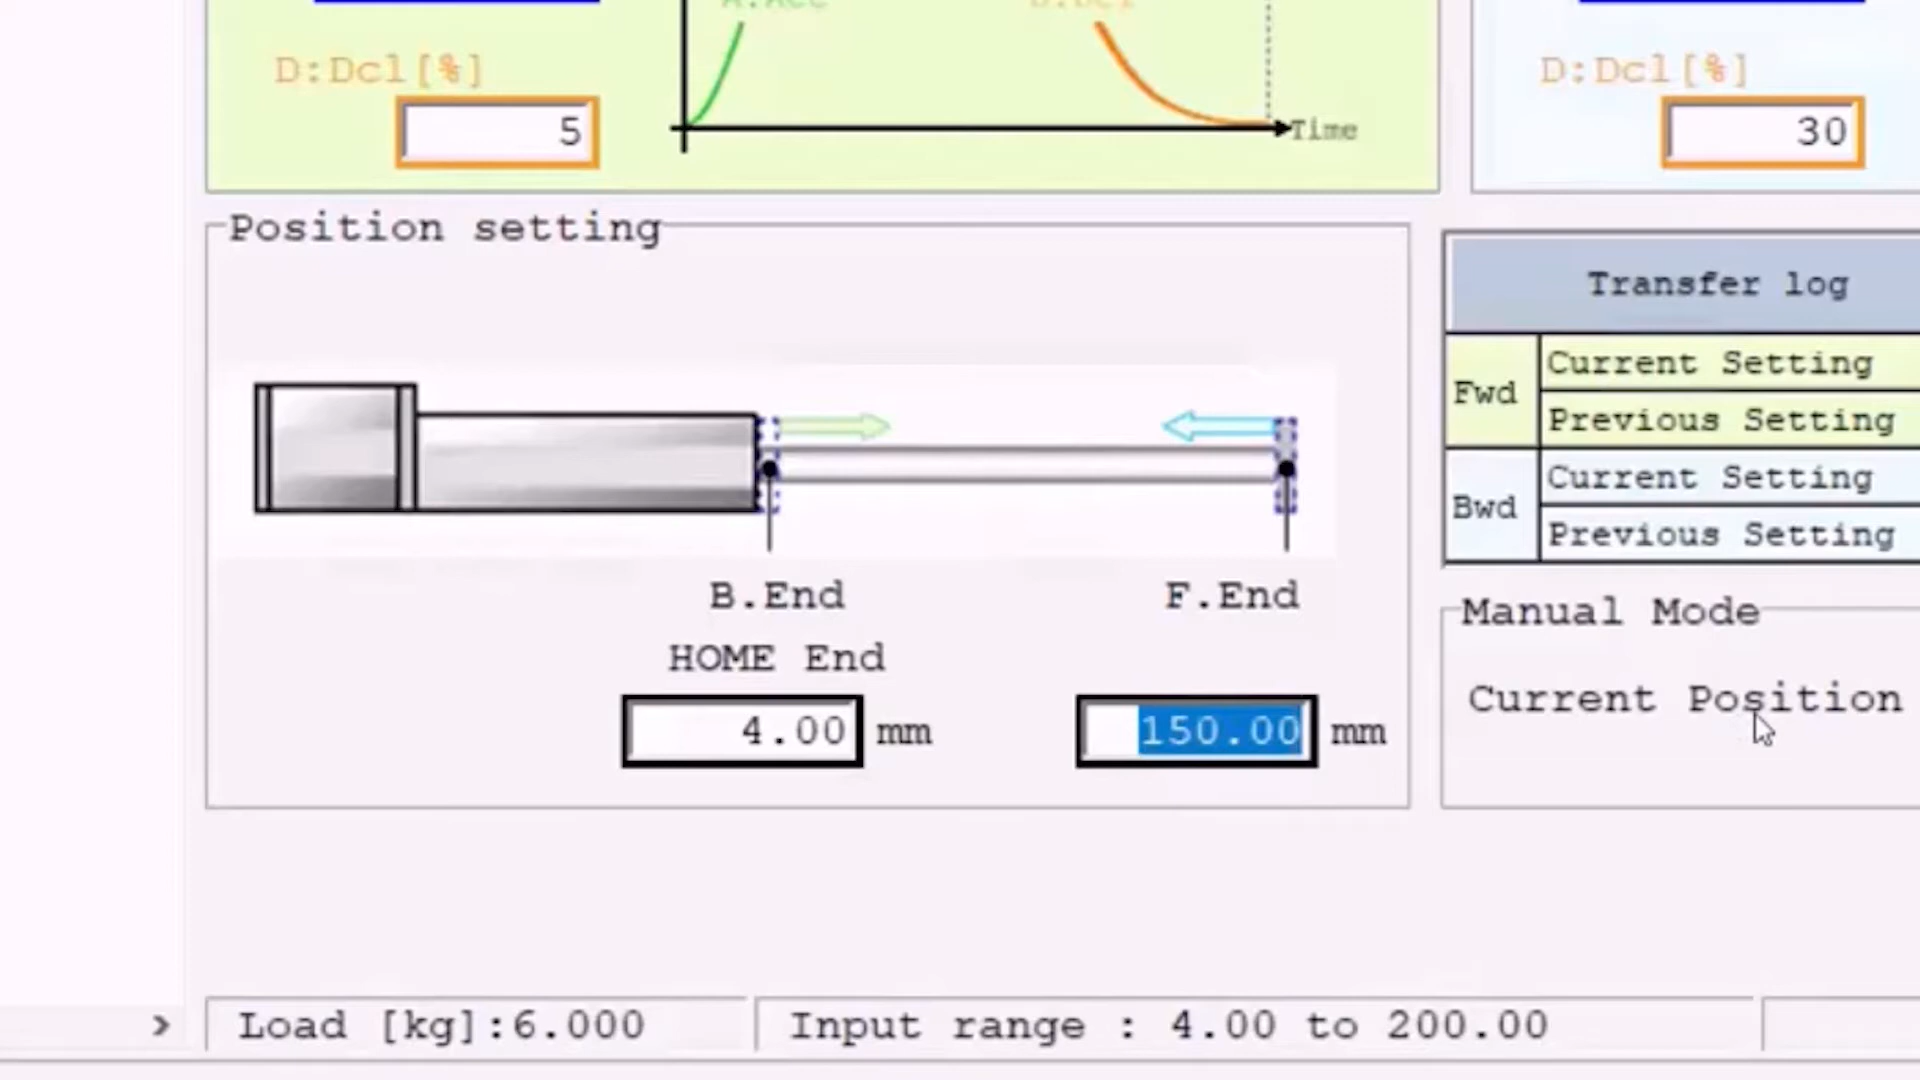 D:Dcl[%]
5
Time
D:Dcl[%]
30
Position setting
B.End
F.End
HOME End
4.00 mm
150.00 mm
Transfer log
Fwd
Current Setting
Previous Setting
Bwd
Current Setting
Previous Setting
Manual Mode
Current Position
Load [kg]:6.000
Input range : 4.00 to 200.00